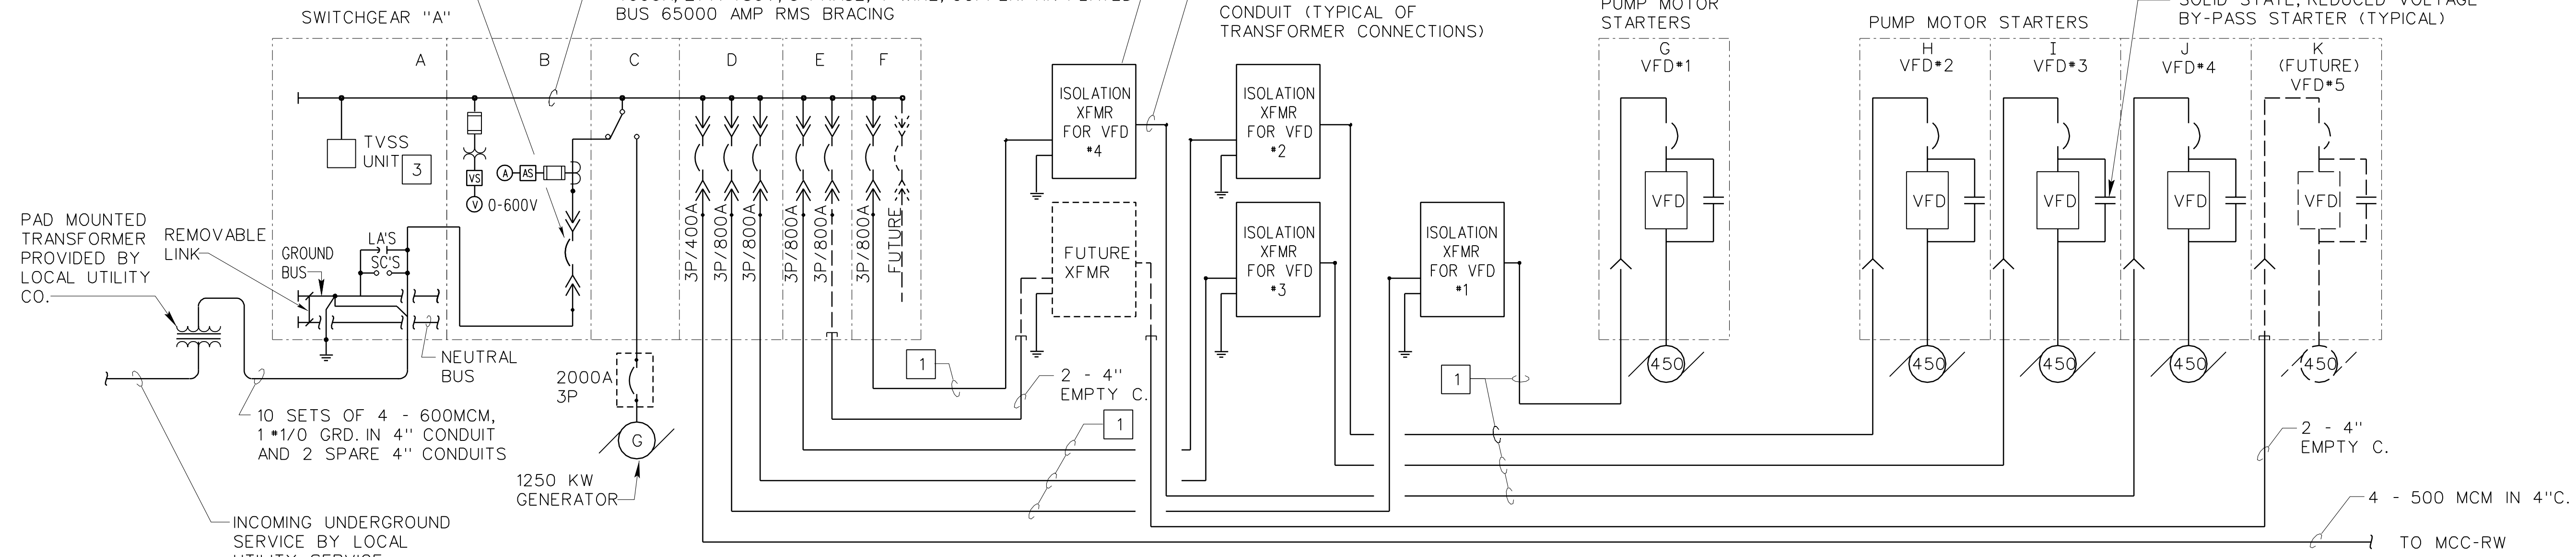 SWITCHGEAR "A"
BUS 65000 AMP RMS BRACING
CONDUIT (TYPICAL OF
TRANSFORMER CONNECTIONS)
PUMP MOTOR
STARTERS
PUMP MOTOR STARTERS
SOLID STATE, REDUCED VOLTAGE
BY-PASS STARTER (TYPICAL)
A
B
C
D
E
F
G
VFD#1
H
VFD#2
I
VFD#3
J
VFD#4
K
(FUTURE)
VFD#5
TVSS
UNIT
3
VS
V
0-600V
A
AS
ISOLATION
XFMR
FOR VFD
#4
ISOLATION
XFMR
FOR VFD
#2
FUTURE
XFMR
ISOLATION
XFMR
FOR VFD
#3
ISOLATION
XFMR
FOR VFD
#1
VFD
VFD
VFD
VFD
VFD
3P/400A
3P/800A
3P/800A
3P/800A
3P/800A
3P/800A
FUTURE
PAD MOUNTED
TRANSFORMER
PROVIDED BY
LOCAL UTILITY
CO.
REMOVABLE
LINK
GROUND
BUS
LA'S
SC'S
NEUTRAL
BUS
2000A
3P
G
1250 KW
GENERATOR
450
450
450
450
450
1
2 - 4"
EMPTY C.
1
1
10 SETS OF 4 - 600MCM,
1 #1/0 GRD. IN 4" CONDUIT
AND 2 SPARE 4" CONDUITS
INCOMING UNDERGROUND
SERVICE BY LOCAL
UTILITY SERVICE
2 - 4"
EMPTY C.
4 - 500 MCM IN 4"C.
TO MCC-RW